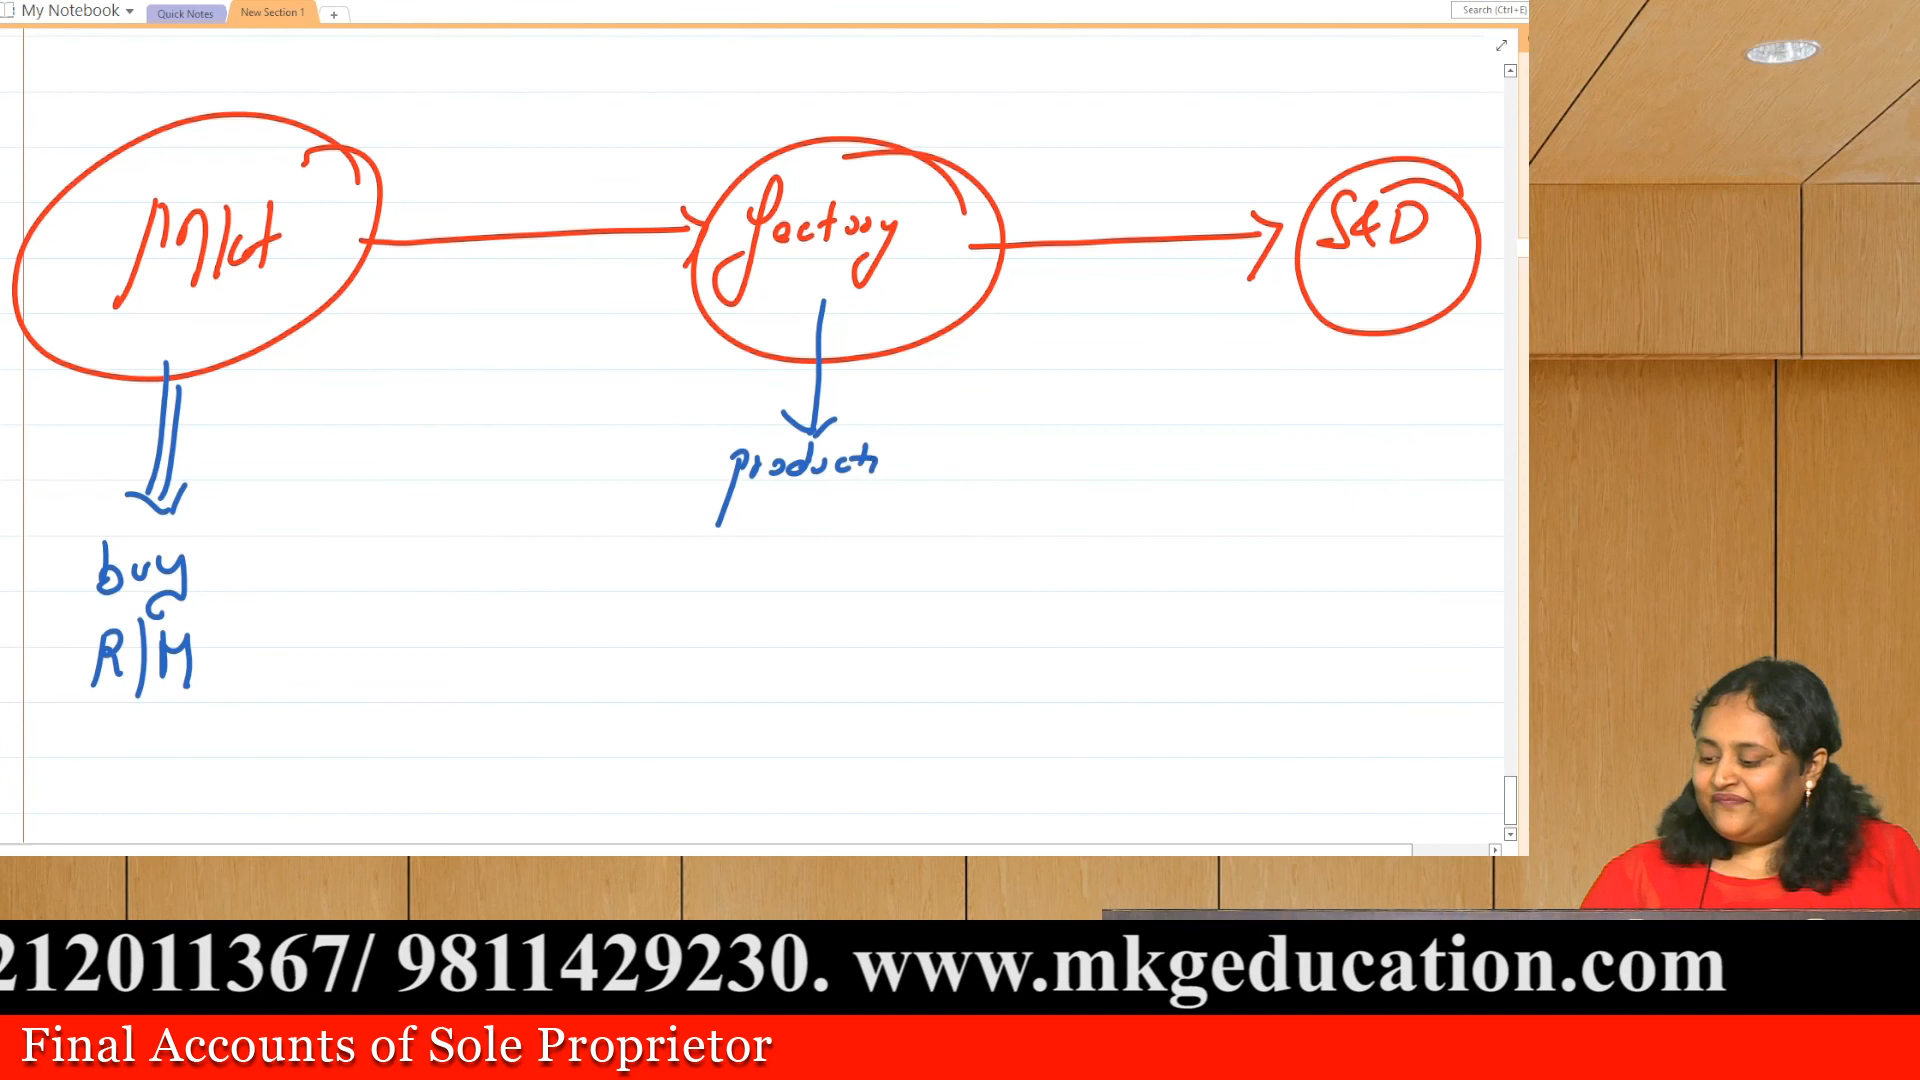 My Notebook
Quick Notes
New Section 1
+
Search (Ctrl+E)
Mkt
factory
S&D
products
buy
R/M
212011367/ 9811429230. www.mkgeducation.com
Final Accounts of Sole Proprietor